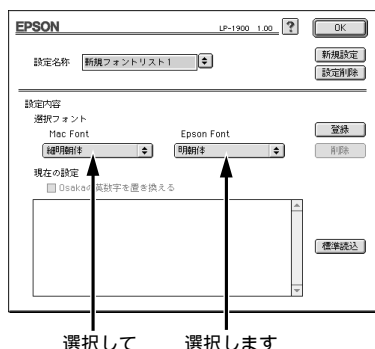 EPSON LP-1900 1.00 ? OK
設定名称 新規フォントリスト1 新規設定
設定削除
設定内容
選択フォント
Mac Font Epson Font 登録
細明朝体 明朝体 削除
現在の設定
Osakaの英数字を置き換える
標準読込
選択して 選択します